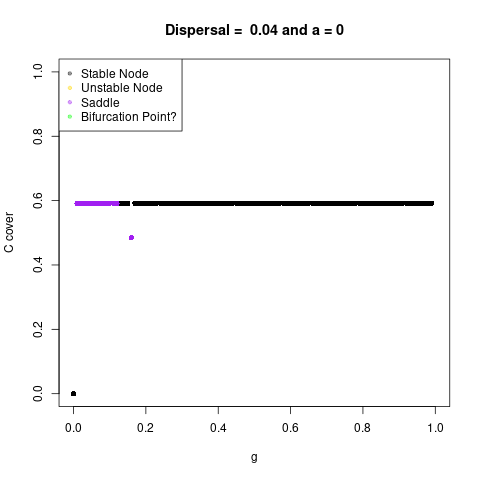 Dispersal =  0.04 and a = 0
Stable Node
Unstable Node
Saddle
Bifurcation Point?
C cover
1.0
0.8
0.6
0.4
0.2
0.0
0.0 0.2 0.4 0.6 0.8 1.0
g